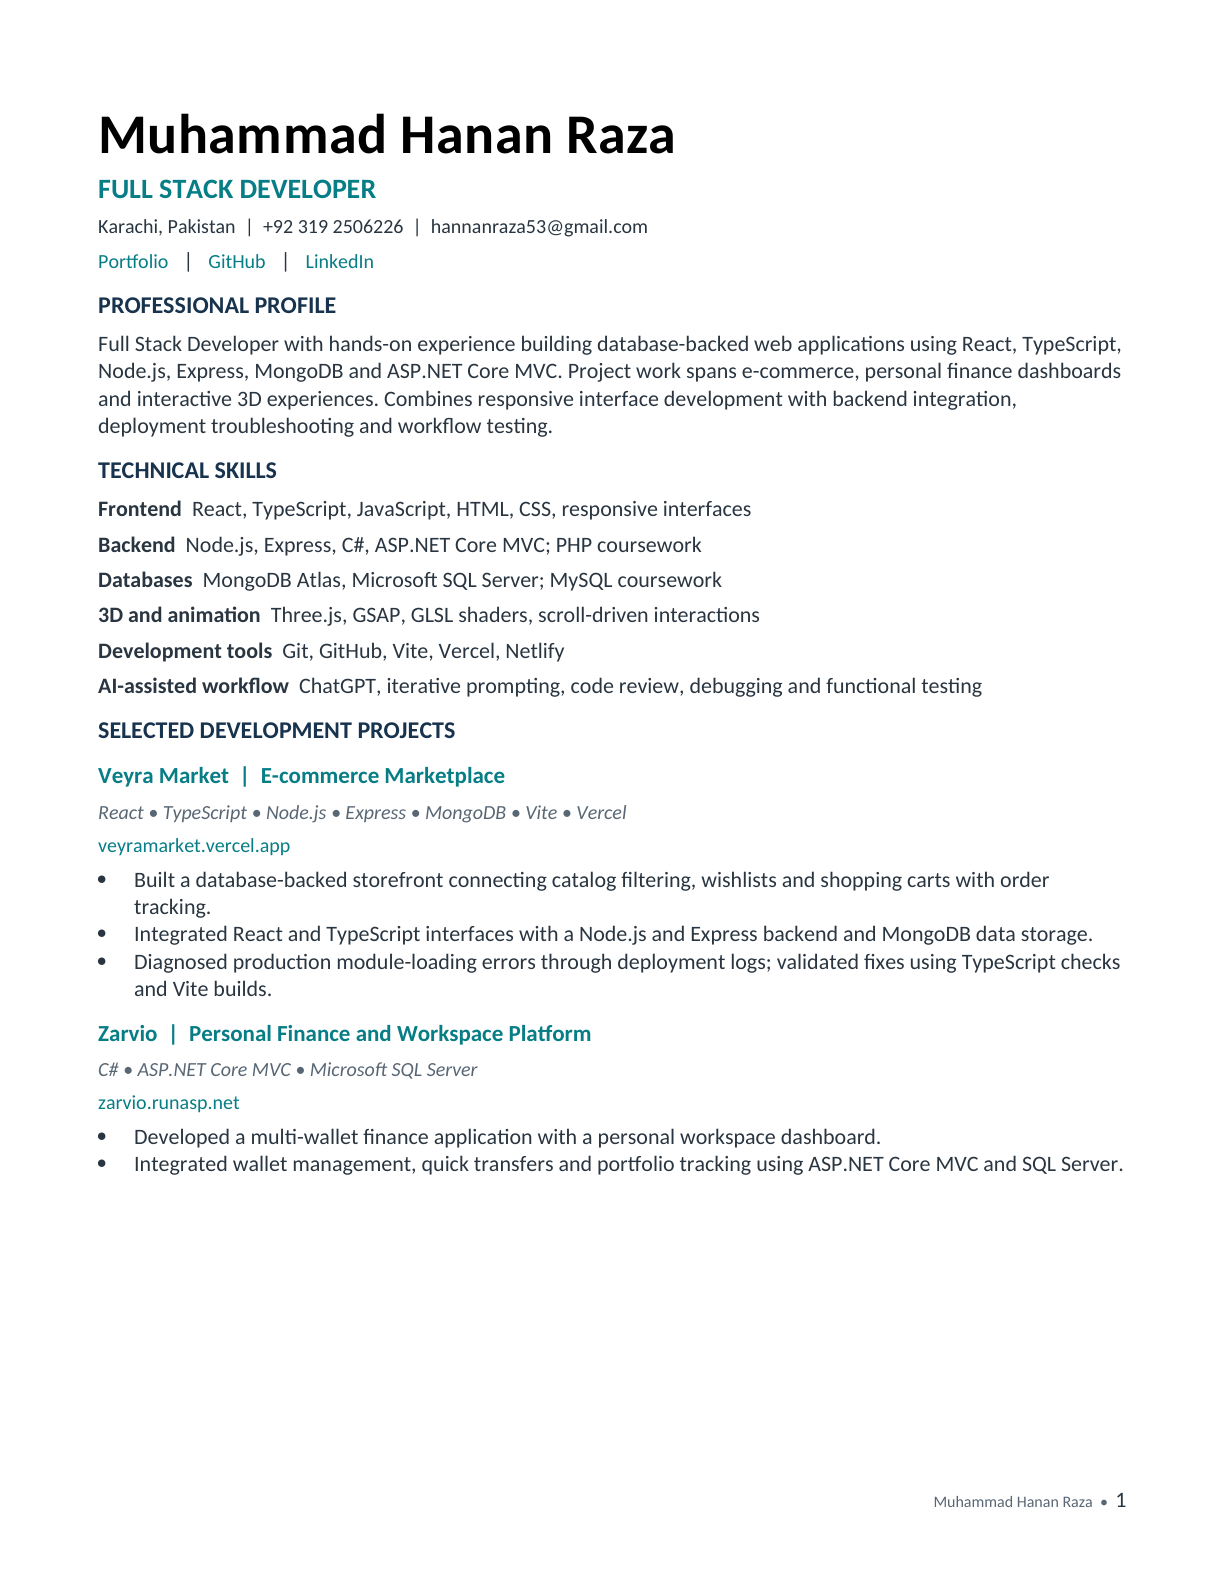 Muhammad Hanan Raza
FULL STACK DEVELOPER
Karachi, Pakistan | +92 319 2506226 | hannanraza53@gmail.com
Portfolio | GitHub | LinkedIn
PROFESSIONAL PROFILE
Full Stack Developer with hands-on experience building database-backed web applications using React, TypeScript,
Node.js, Express, MongoDB and ASP.NET Core MVC. Project work spans e-commerce, personal finance dashboards
and interactive 3D experiences. Combines responsive interface development with backend integration,
deployment troubleshooting and workflow testing.
TECHNICAL SKILLS
Frontend React, TypeScript, JavaScript, HTML, CSS, responsive interfaces
Backend Node.js, Express, C#, ASP.NET Core MVC; PHP coursework
Databases MongoDB Atlas, Microsoft SQL Server; MySQL coursework
3D and animation Three.js, GSAP, GLSL shaders, scroll-driven interactions
Development tools Git, GitHub, Vite, Vercel, Netlify
AI-assisted workflow ChatGPT, iterative prompting, code review, debugging and functional testing
SELECTED DEVELOPMENT PROJECTS
Veyra Market | E-commerce Marketplace
React • TypeScript • Node.js • Express • MongoDB • Vite • Vercel
veyramarket.vercel.app
• Built a database-backed storefront connecting catalog filtering, wishlists and shopping carts with order
tracking.
• Integrated React and TypeScript interfaces with a Node.js and Express backend and MongoDB data storage.
• Diagnosed production module-loading errors through deployment logs; validated fixes using TypeScript checks
and Vite builds.
Zarvio | Personal Finance and Workspace Platform
C# • ASP.NET Core MVC • Microsoft SQL Server
zarvio.runasp.net
• Developed a multi-wallet finance application with a personal workspace dashboard.
• Integrated wallet management, quick transfers and portfolio tracking using ASP.NET Core MVC and SQL Server.
Muhammad Hanan Raza • 1